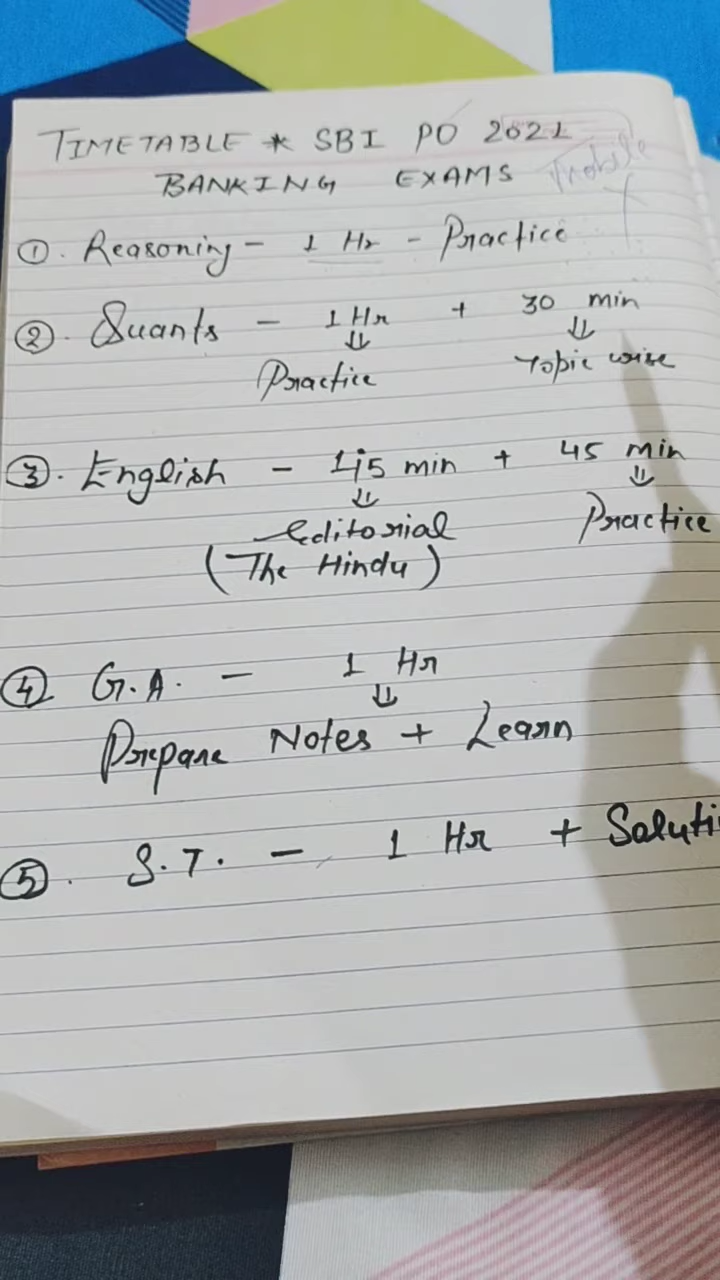 TIMETABLE * SBI PO 2021
BANKING EXAMS
Mobile
①. Reasoning - 1 Hr - Practice
②. Quants - 1 Hr + 30 min
⇓ ⇓
Practice Topic wise
③. English - 15 min + 45 min
⇓ ⇓
Editorial Practice
(The Hindu)
④ G.A. - 1 Hr
⇓
Prepare Notes + Learn
⑤. S.T. - 1 Hr + Soluti